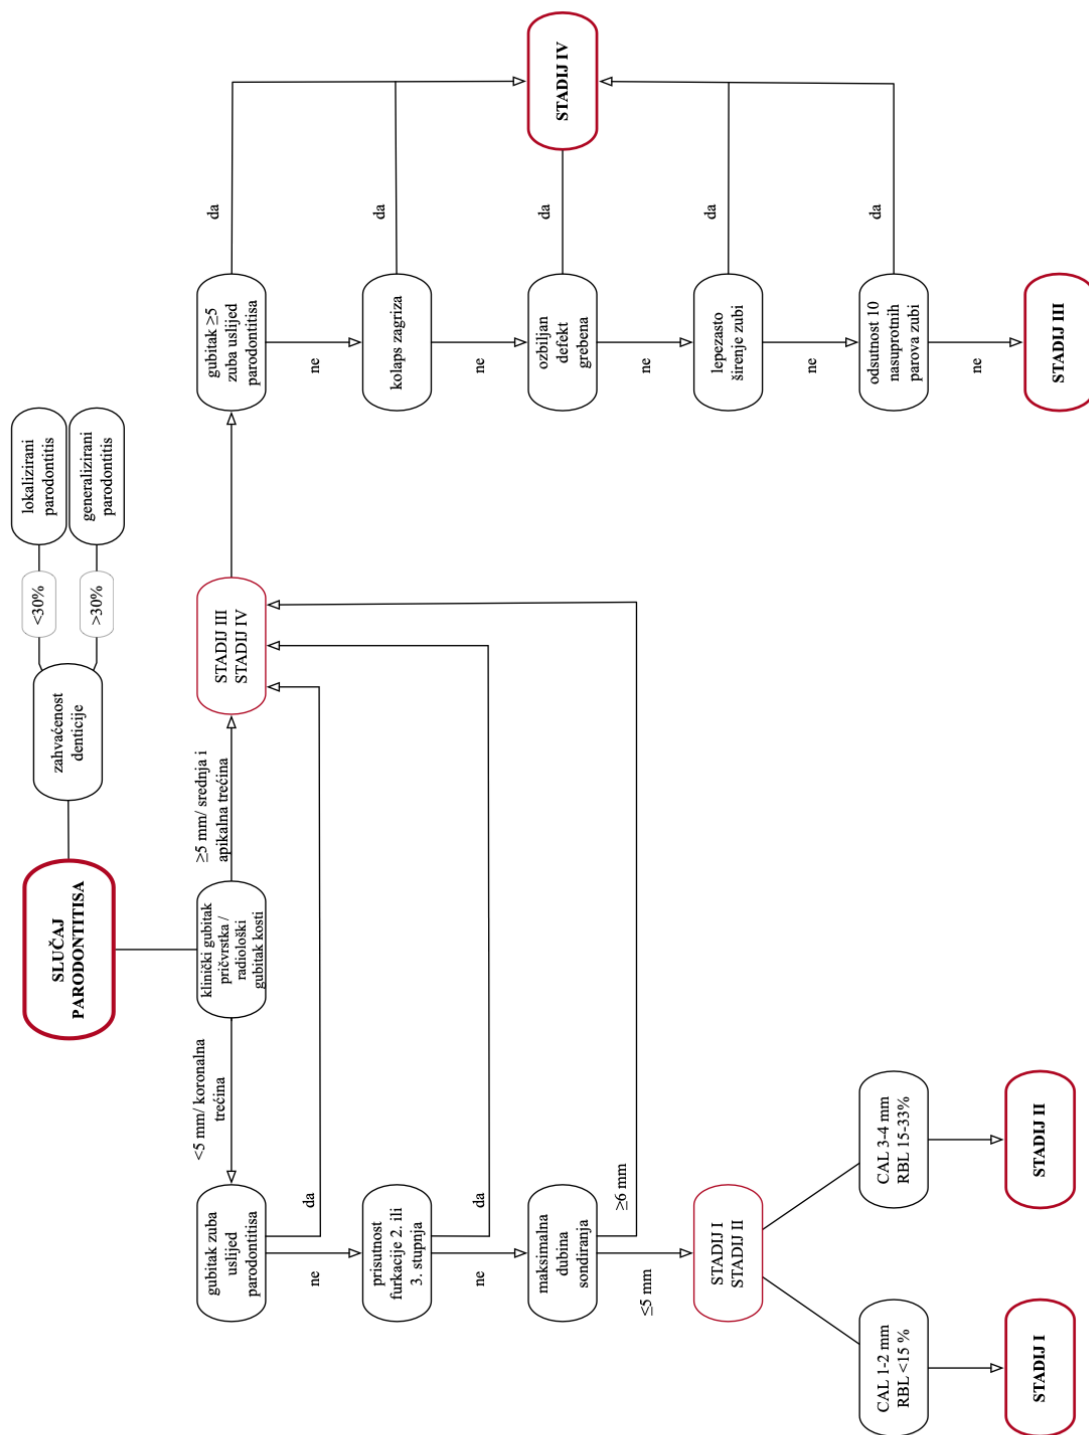 SLUČAJ
PARODONTITISA
zahvaćenost
denticije
<30%
>30%
lokalizirani
parodontitis
generalizirani
parodontitis
klinički gubitak
pričvrstka /
radiološki
gubitak kosti
<5 mm/ koronalna
trećina
≥5 mm/ srednja i
apikalna trećina
gubitak zuba
uslijed
parodontitisa
da
ne
prisutnost
furkacije 2. ili
3. stupnja
da
ne
maksimalna
dubina
sondiranja
≥6 mm
≤5 mm
STADIJ I
STADIJ II
CAL 1-2 mm
RBL <15 %
STADIJ I
CAL 3-4 mm
RBL 15-33%
STADIJ II
STADIJ III
STADIJ IV
gubitak ≥5
zuba uslijed
parodontitisa
da
ne
kolaps zagriza
da
ne
ozbiljan
defekt
grebena
da
ne
lepezasto
širenje zubi
da
ne
odsutnost 10
nasuprotnih
parova zubi
da
ne
STADIJ IV
STADIJ III